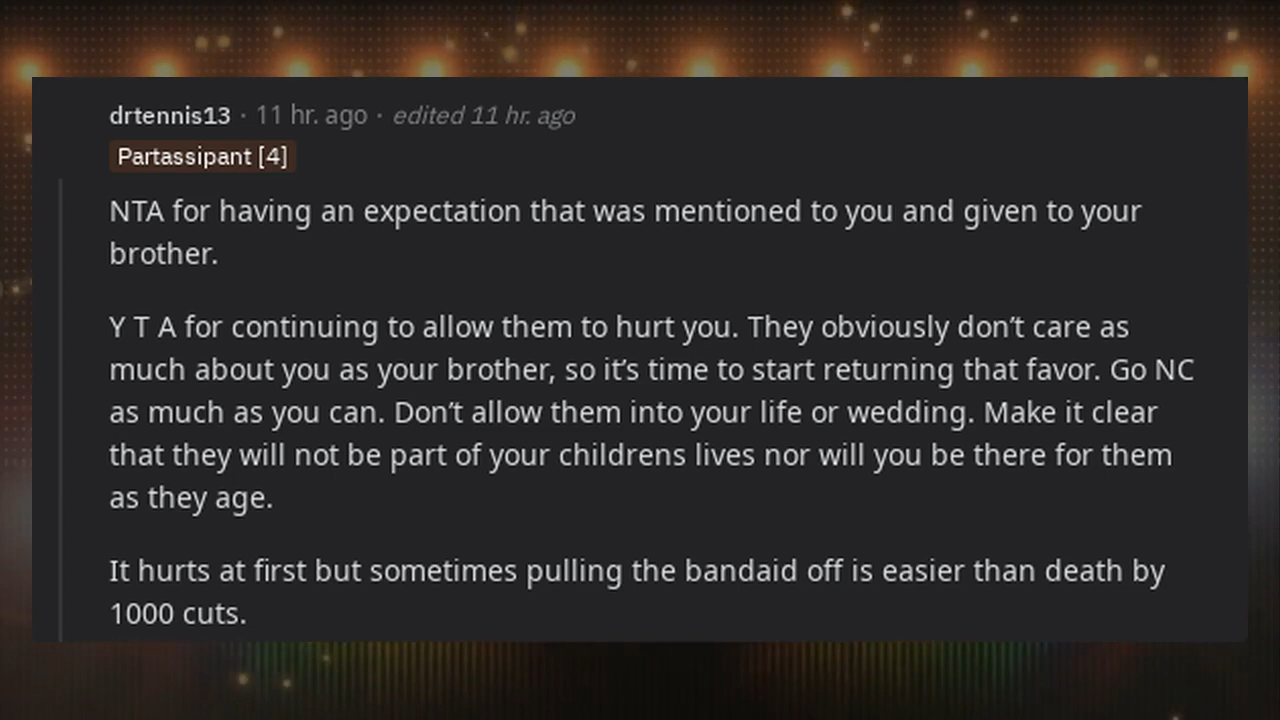 drtennis13 · 11 hr. ago · edited 11 hr. ago
Partassipant [4]
NTA for having an expectation that was mentioned to you and given to your
brother.
Y T A for continuing to allow them to hurt you. They obviously don’t care as
much about you as your brother, so it’s time to start returning that favor. Go NC
as much as you can. Don’t allow them into your life or wedding. Make it clear
that they will not be part of your childrens lives nor will you be there for them
as they age.
It hurts at first but sometimes pulling the bandaid off is easier than death by
1000 cuts.